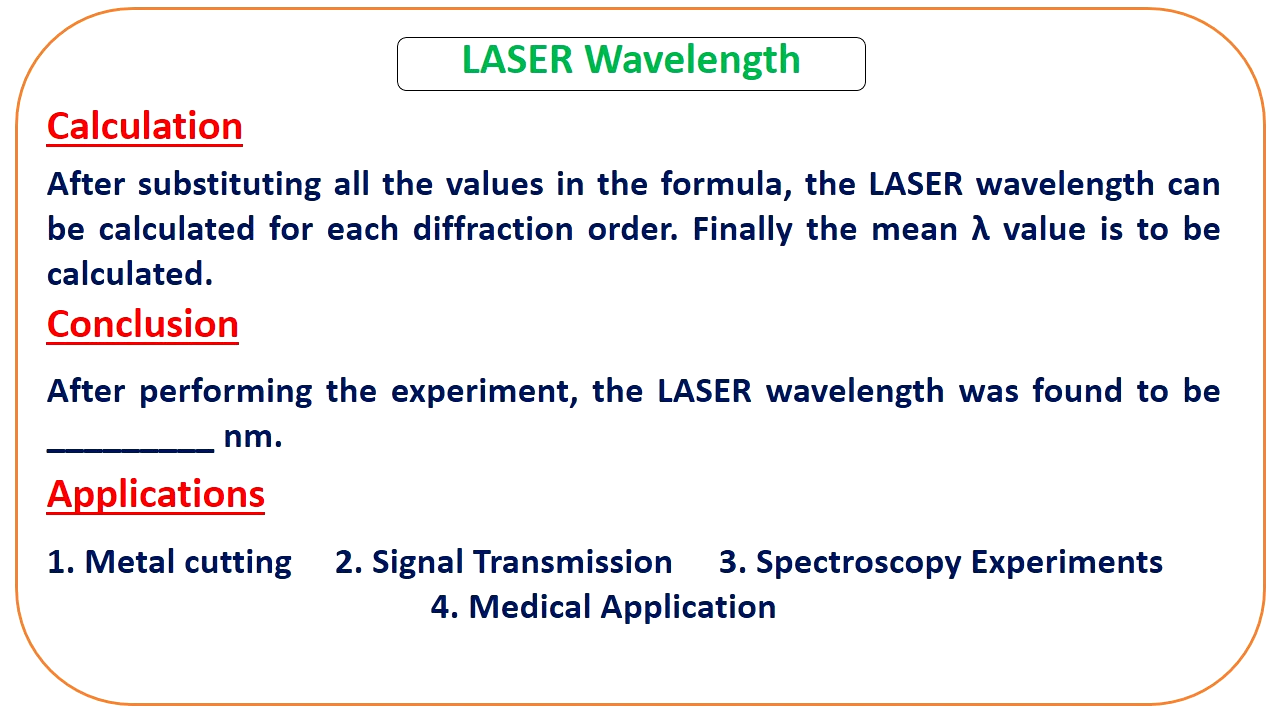 LASER Wavelength
Calculation
After substituting all the values in the formula, the LASER wavelength can
be calculated for each diffraction order. Finally the mean λ value is to be
calculated.
Conclusion
After performing the experiment, the LASER wavelength was found to be
_________ nm.
Applications
1. Metal cutting 2. Signal Transmission 3. Spectroscopy Experiments
4. Medical Application